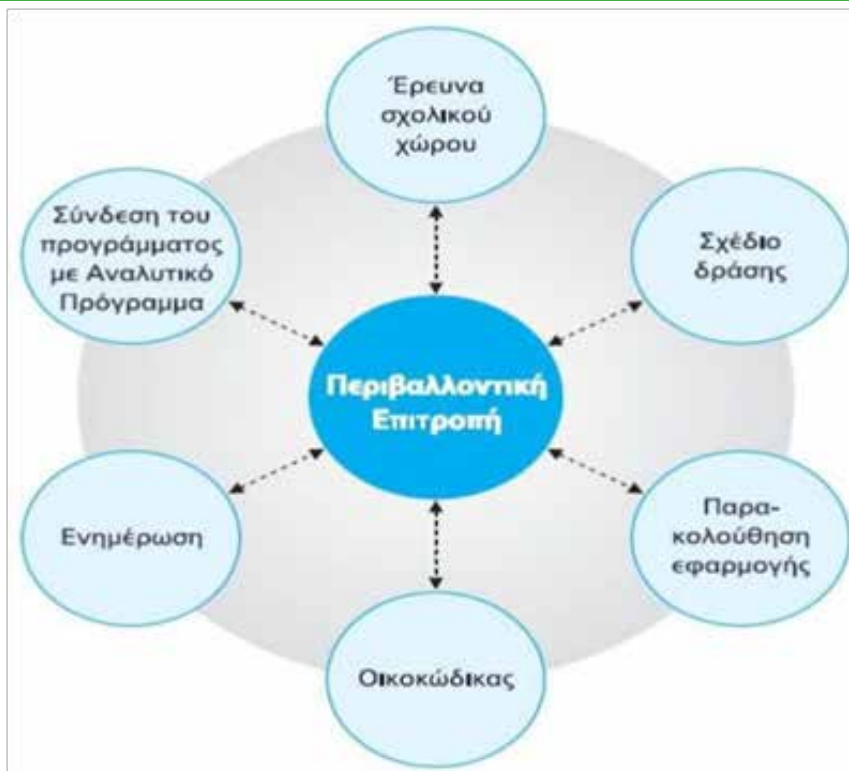 Έρευνα
σχολικού
χώρου
Σύνδεση του
προγράμματος
με Αναλυτικό
Πρόγραμμα
Σχέδιο
δράσης
Περιβαλλοντική
Επιτροπή
Ενημέρωση
Παρα-
κολούθηση
εφαρμογής
Οικοκώδικας